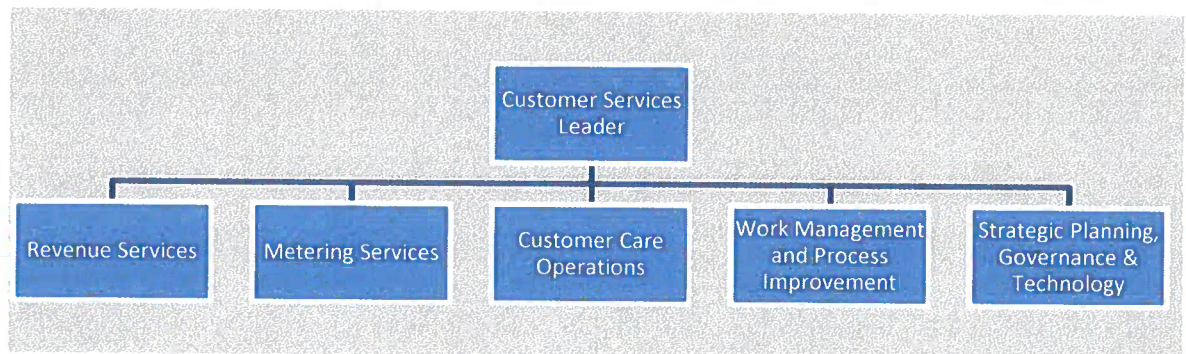 Customer Services
Leader
Revenue Services
Metering Services
Customer Care
Operations
Work Management
and Process
Improvement
Strategic Planning,
Governance &
Technology